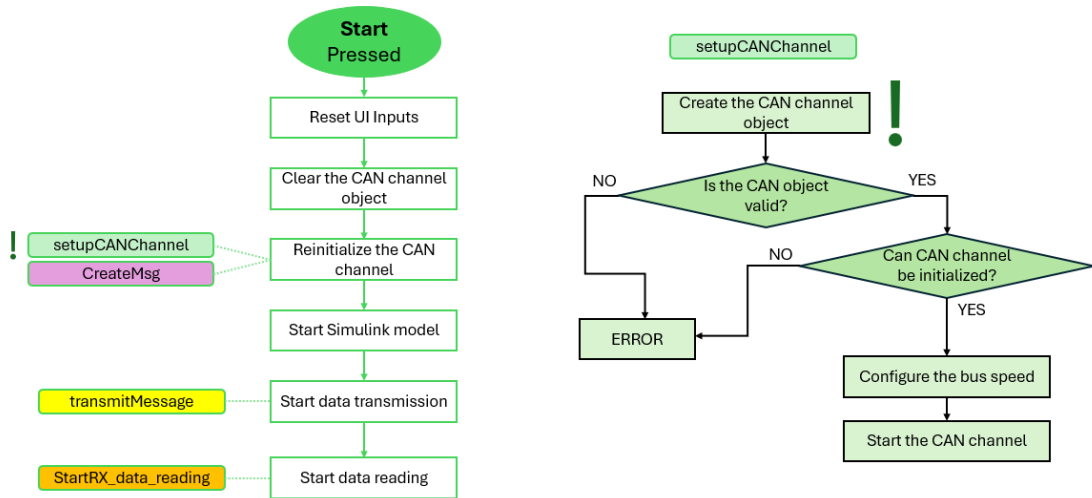 Start
Pressed
Reset UI Inputs
Clear the CAN channel
object
!
setupCANChannel
CreateMsg
Reinitialize the CAN
channel
Start Simulink model
transmitMessage
Start data transmission
StartRX_data_reading
Start data reading
setupCANChannel
Create the CAN channel
object
!
NO
Is the CAN object
valid?
YES
NO
Can CAN channel
be initialized?
YES
ERROR
Configure the bus speed
Start the CAN channel